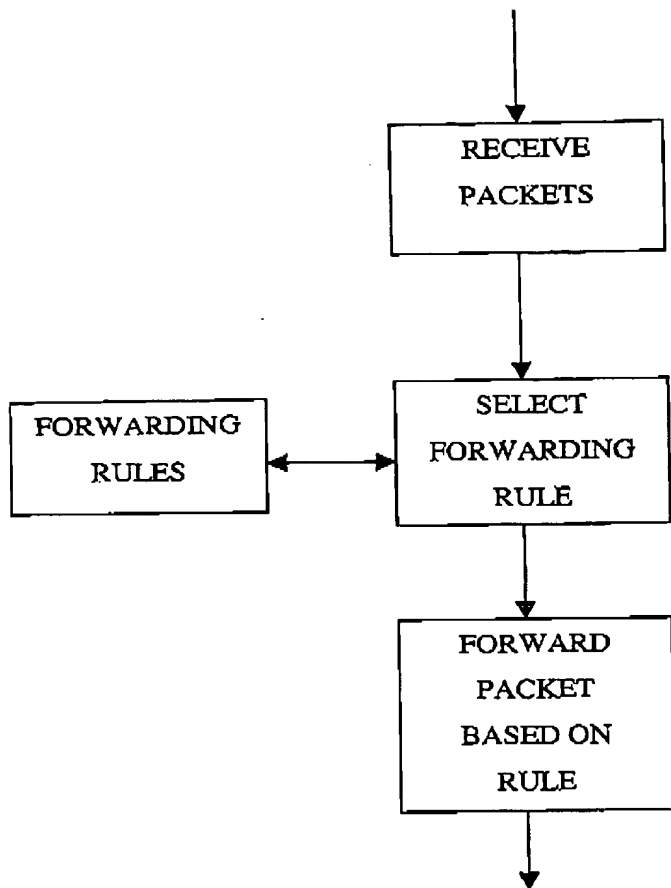 RECEIVE
PACKETS
FORWARDING
RULES
SELECT
FORWARDING
RULE
FORWARD
PACKET
BASED ON
RULE